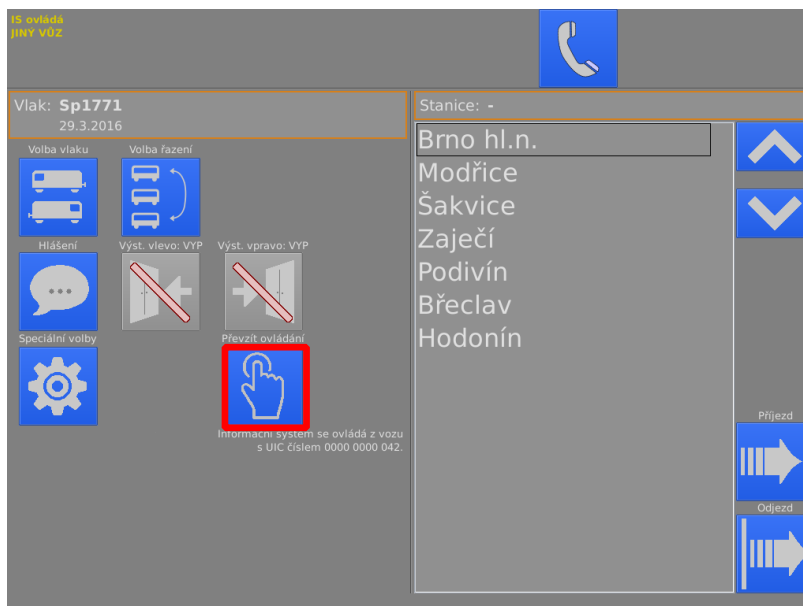 IS ovládá
JINÝ VŮZ
Vlak: Sp1771
29.3.2016
Stanice: -
Volba vlaku
Volba řazení
Hlášení
Výst. vlevo: VYP
Výst. vpravo: VYP
Speciální volby
Převzít ovládání
Informační systém se ovládá z vozu
s UIC číslem 0000 0000 042.
Brno hl.n.
Modřice
Šakvice
Zaječí
Podivín
Břeclav
Hodonín
Příjezd
Odjezd